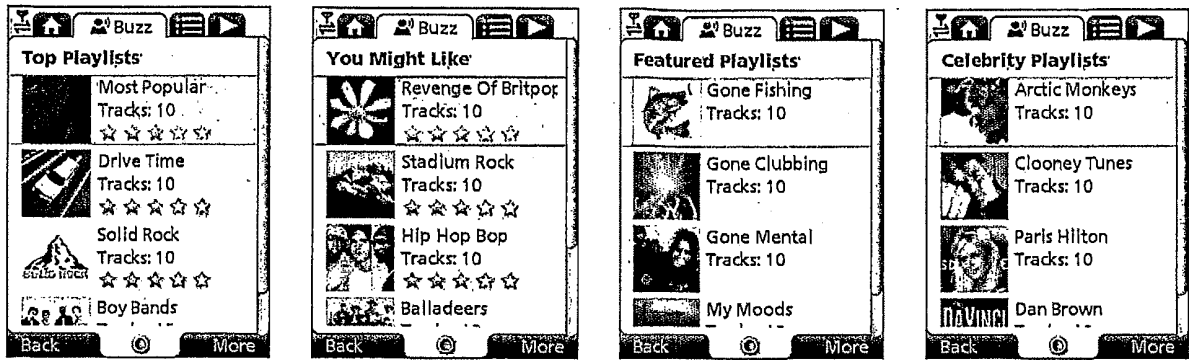 Buzz
Top Playlists
Most Popular
Tracks: 10
Drive Time
Tracks: 10
Solid Rock
Tracks: 10
SOLID ROCK
Boy Bands
Back
More
Buzz
You Might Like
Revenge Of Britpop
Tracks: 10
Stadium Rock
Tracks: 10
Hip Hop Bop
Tracks: 10
Balladeers
Back
More
Buzz
Featured Playlists
Gone Fishing
Tracks: 10
Gone Clubbing
Tracks: 10
Gone Mental
Tracks: 10
My Moods
Back
More
Buzz
Celebrity Playlists
Arctic Monkeys
Tracks: 10
Clooney Tunes
Tracks: 10
Paris Hilton
Tracks: 10
Dan Brown
DAVINCI
Back
More